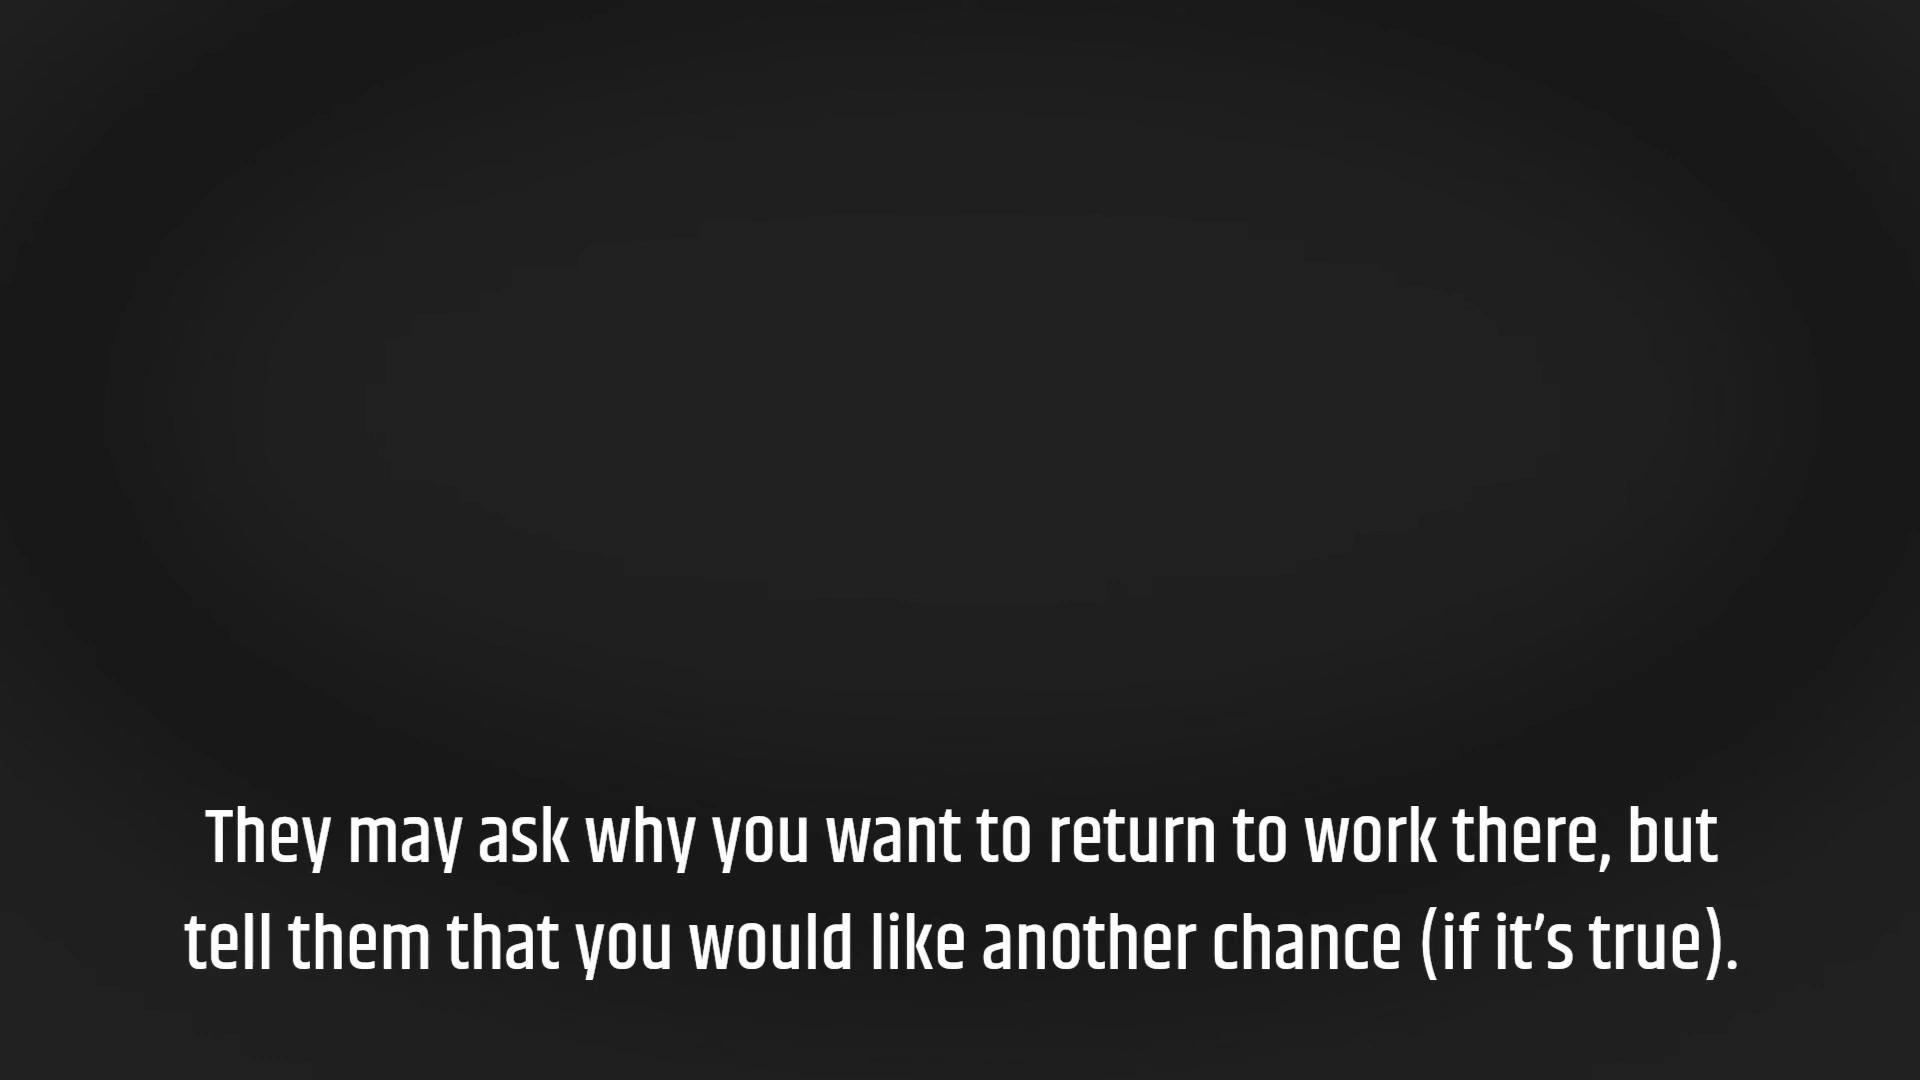 They may ask why you want to return to work there, but
tell them that you would like another chance (if it’s true).